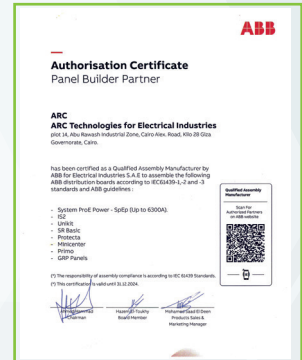 ABB
Authorisation Certificate
Panel Builder Partner
ARC
ARC Technologies for Electrical Industries
plot 14, Abu Rawash Industrial Zone, Cairo Alex. Road, Kilo 28 Giza
Governorate, Cairo.
has been certified as a Qualified Assembly Manufacturer by
ABB for Electrical Industries S.A.E to assemble the following
ABB distribution boards according to IEC61439-1,-2 and -3
standards and ABB guidelines :
- System ProE Power - SpEp (Up to 6300A).
- IS2
- Unikit
- SR Basic
- Protecta
- Minicenter
- Primo
- GRP Panels
Qualified Assembly
Manufacturer
Scan For
Authorized Partners
on ABB website
(*) The responsibility of assembly compliance is according to IEC 61439 Standards.
(*) This certification is valid until 31.12.2024.
Mohammad
Chairman
Hazem El-Toukhy
Board Member
Mohamed Saad El Deen
Products Sales &
Marketing Manager